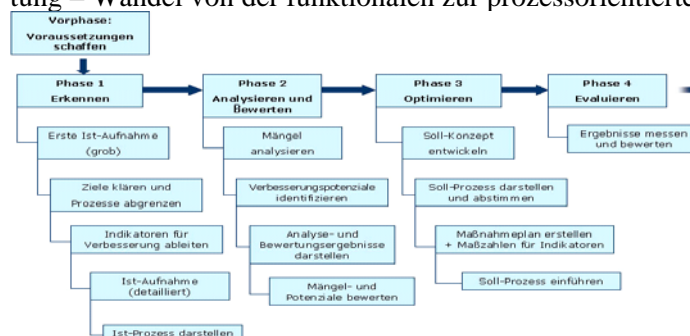 tung – Wandel von der funktionalen zur prozessorientierte
Vorphase:
Voraussetzungen
schaffen
Phase 1
Erkennen
Erste Ist-Aufnahme
(grob)
Ziele klären und
Prozesse abgrenzen
Indikatoren für
Verbesserung ableiten
Ist-Aufnahme
(detailliert)
Ist-Prozess darstellen
Phase 2
Analysieren und
Bewerten
Mängel
analysieren
Verbesserungspotenziale
identifizieren
Analyse- und
Bewertungsergebnisse
darstellen
Mängel- und
Potenziale bewerten
Phase 3
Optimieren
Soll-Konzept
entwickeln
Soll-Prozess darstellen
und abstimmen
Maßnahmeplan erstellen
+ Maßzahlen für Indikatoren
Soll-Prozess einführen
Phase 4
Evaluieren
Ergebnisse messen
und bewerten